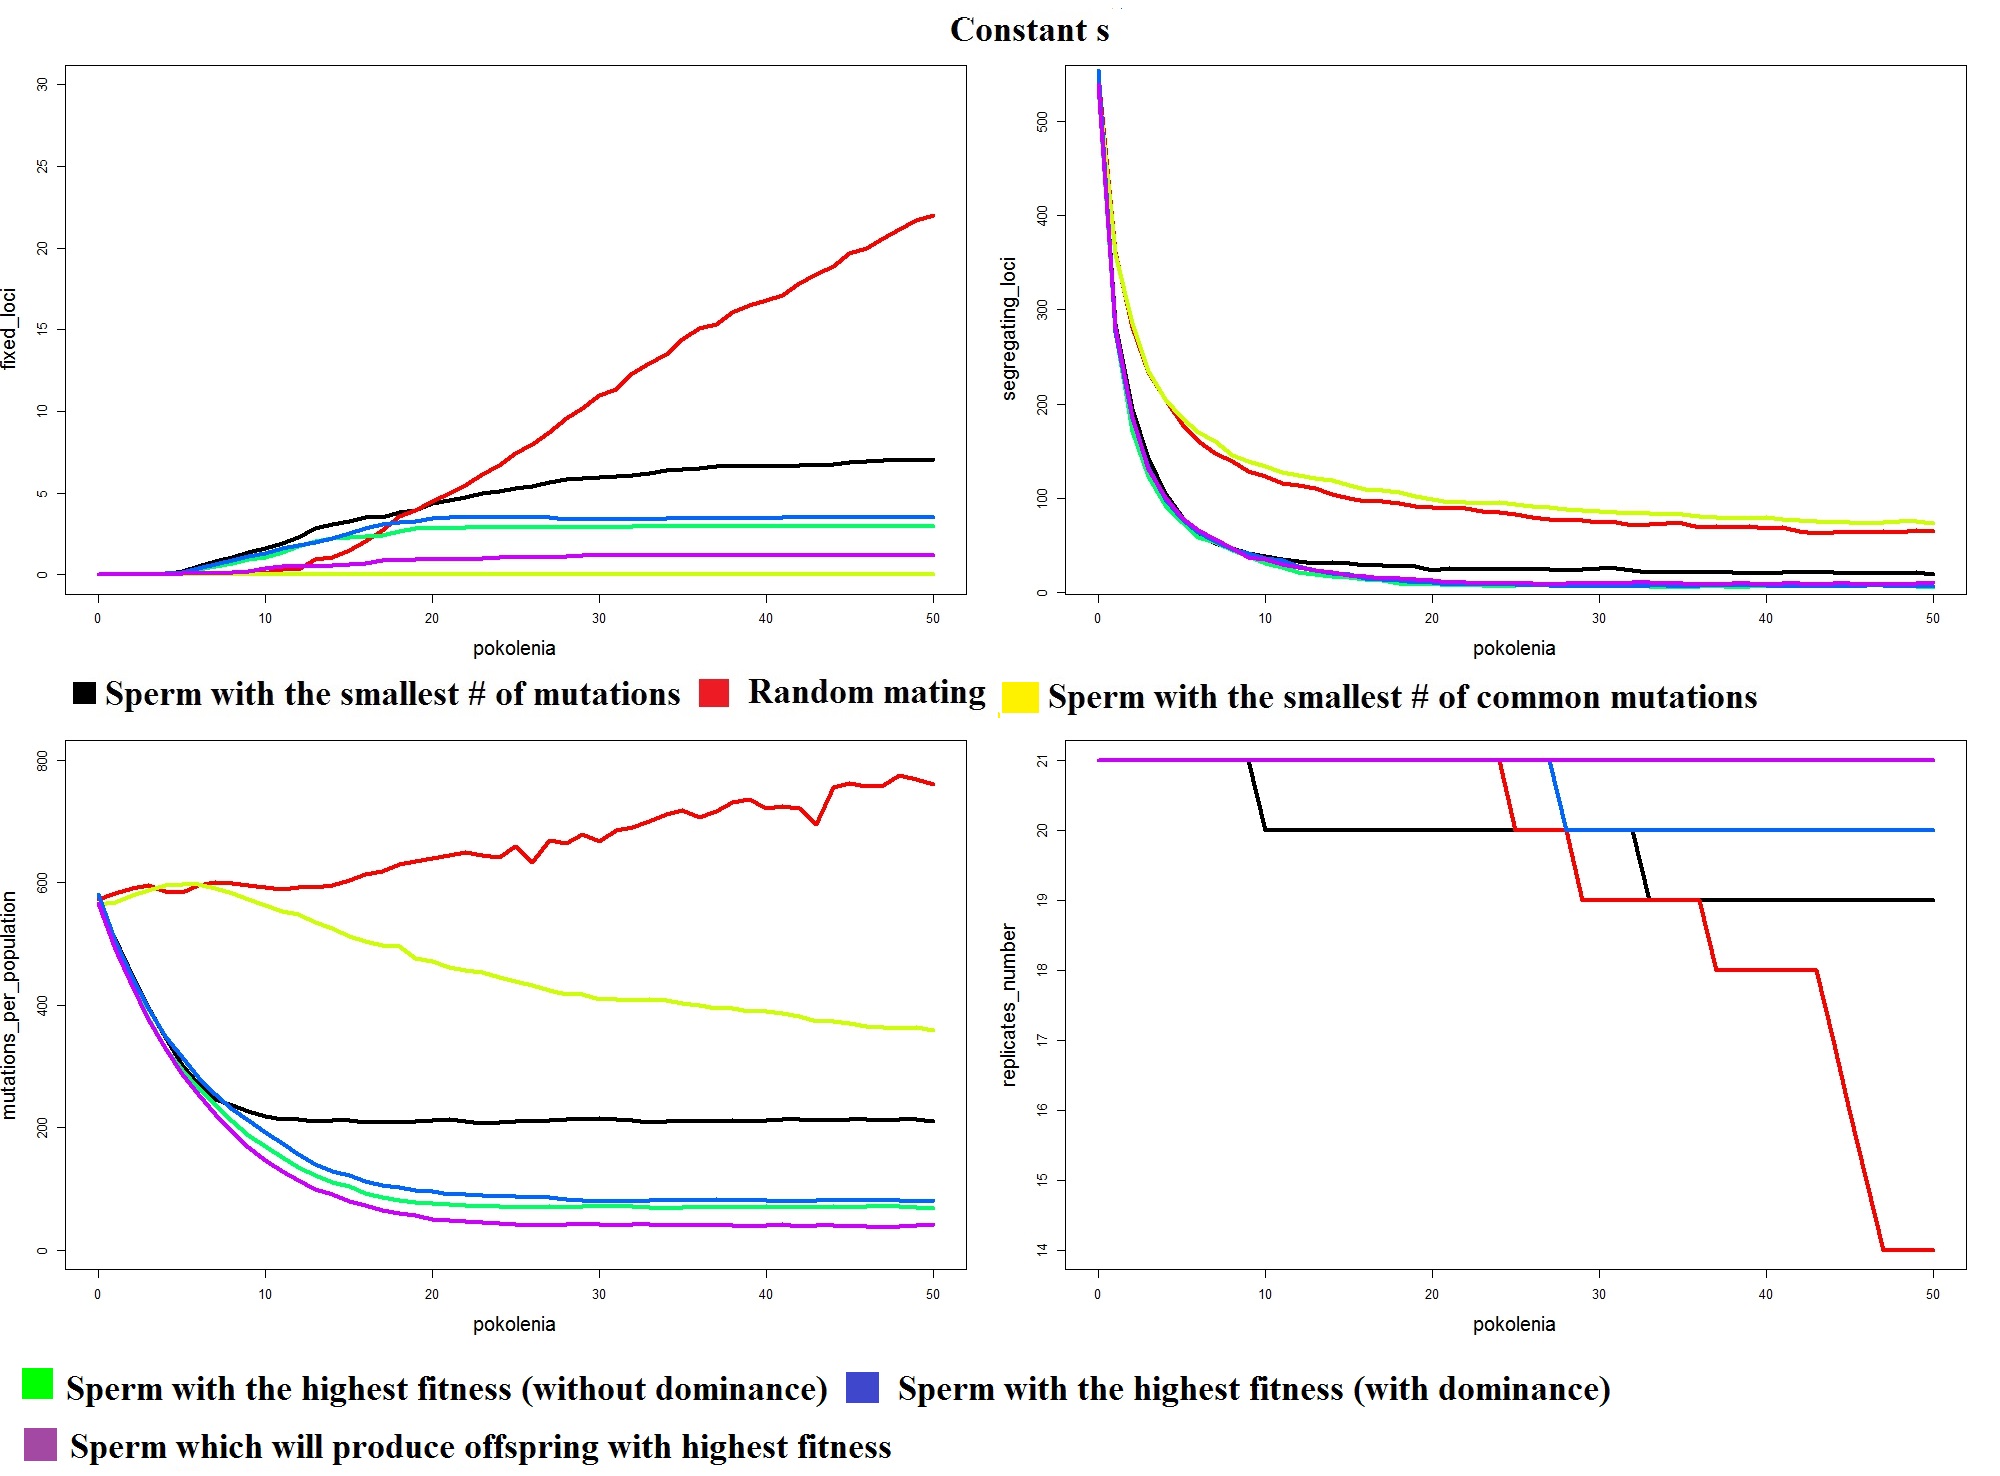 Constant s
fixed_loci
30
25
20
15
10
5
0
0 10 20 30 40 50
pokolenia
segregating_loci
500
400
300
200
100
0
0 10 20 30 40 50
pokolenia
Sperm with the smallest # of mutations Random mating Sperm with the smallest # of common mutations
mutations_per_population
800
600
400
200
0
0 10 20 30 40 50
pokolenia
replicates_number
21
20
19
18
17
16
15
14
0 10 20 30 40 50
pokolenia
Sperm with the highest fitness (without dominance) Sperm with the highest fitness (with dominance)
Sperm which will produce offspring with highest fitness